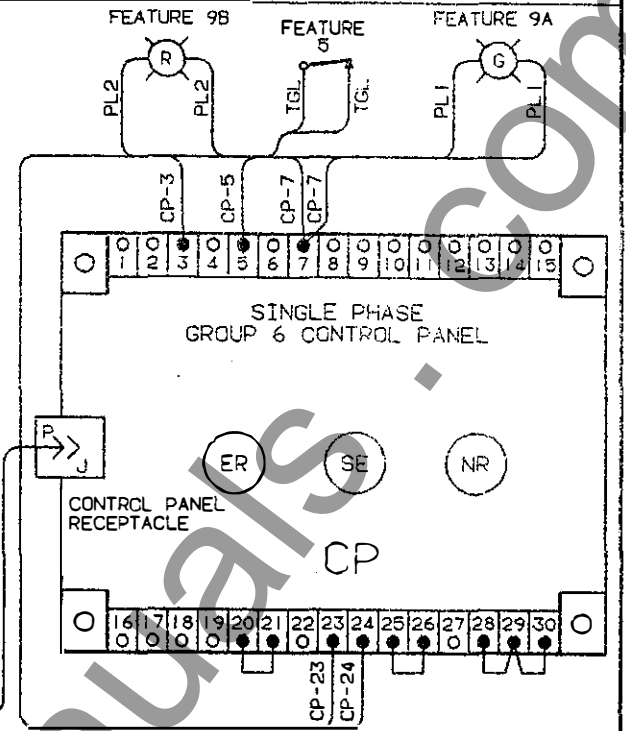 FEATURE 9B
FEATURE 5
FEATURE 9A
R
G
PL2
PL2
TGL
TGL
PL1
PL1
CP-3
CP-5
CP-7
CP-7
1 2 3 4 5 6 7 8 9 10 11 12 13 14 15
SINGLE PHASE
GROUP 6 CONTROL PANEL
P
J
ER
SE
NR
CONTROL PANEL
RECEPTACLE
CP
16 17 18 19 20 21 22 23 24 25 26 27 28 29 30
CP-23
CP-24
nuals.com